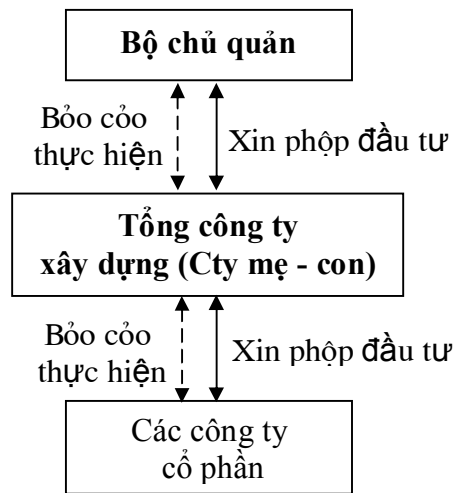 Bộ chủ quản
Bỏo cỏo
thực hiện
Xin phộp đầu tư
Tổng công ty
xây dựng (Cty mẹ - con)
Bỏo cỏo
thực hiện
Xin phộp đầu tư
Các công ty
cổ phần